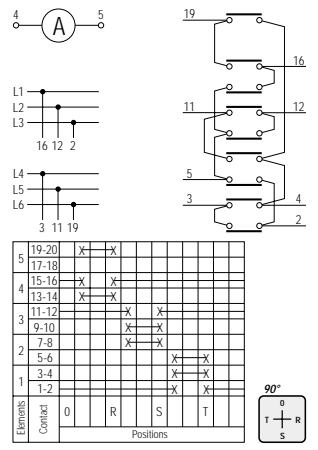 4 A 5
19
16
11 12
5
3 4
2
L1
L2
L3
16 12 2
L4
L5
L6
3 11 19
5 19-20 X X
17-18
4 15-16 X X
13-14 X X
3 11-12 X X
9-10 X X
2 7-8 X X
5-6 X X
1 3-4 X X
1-2 X X
Elements Contact 0 R S T
Positions
90°
0
T R
S